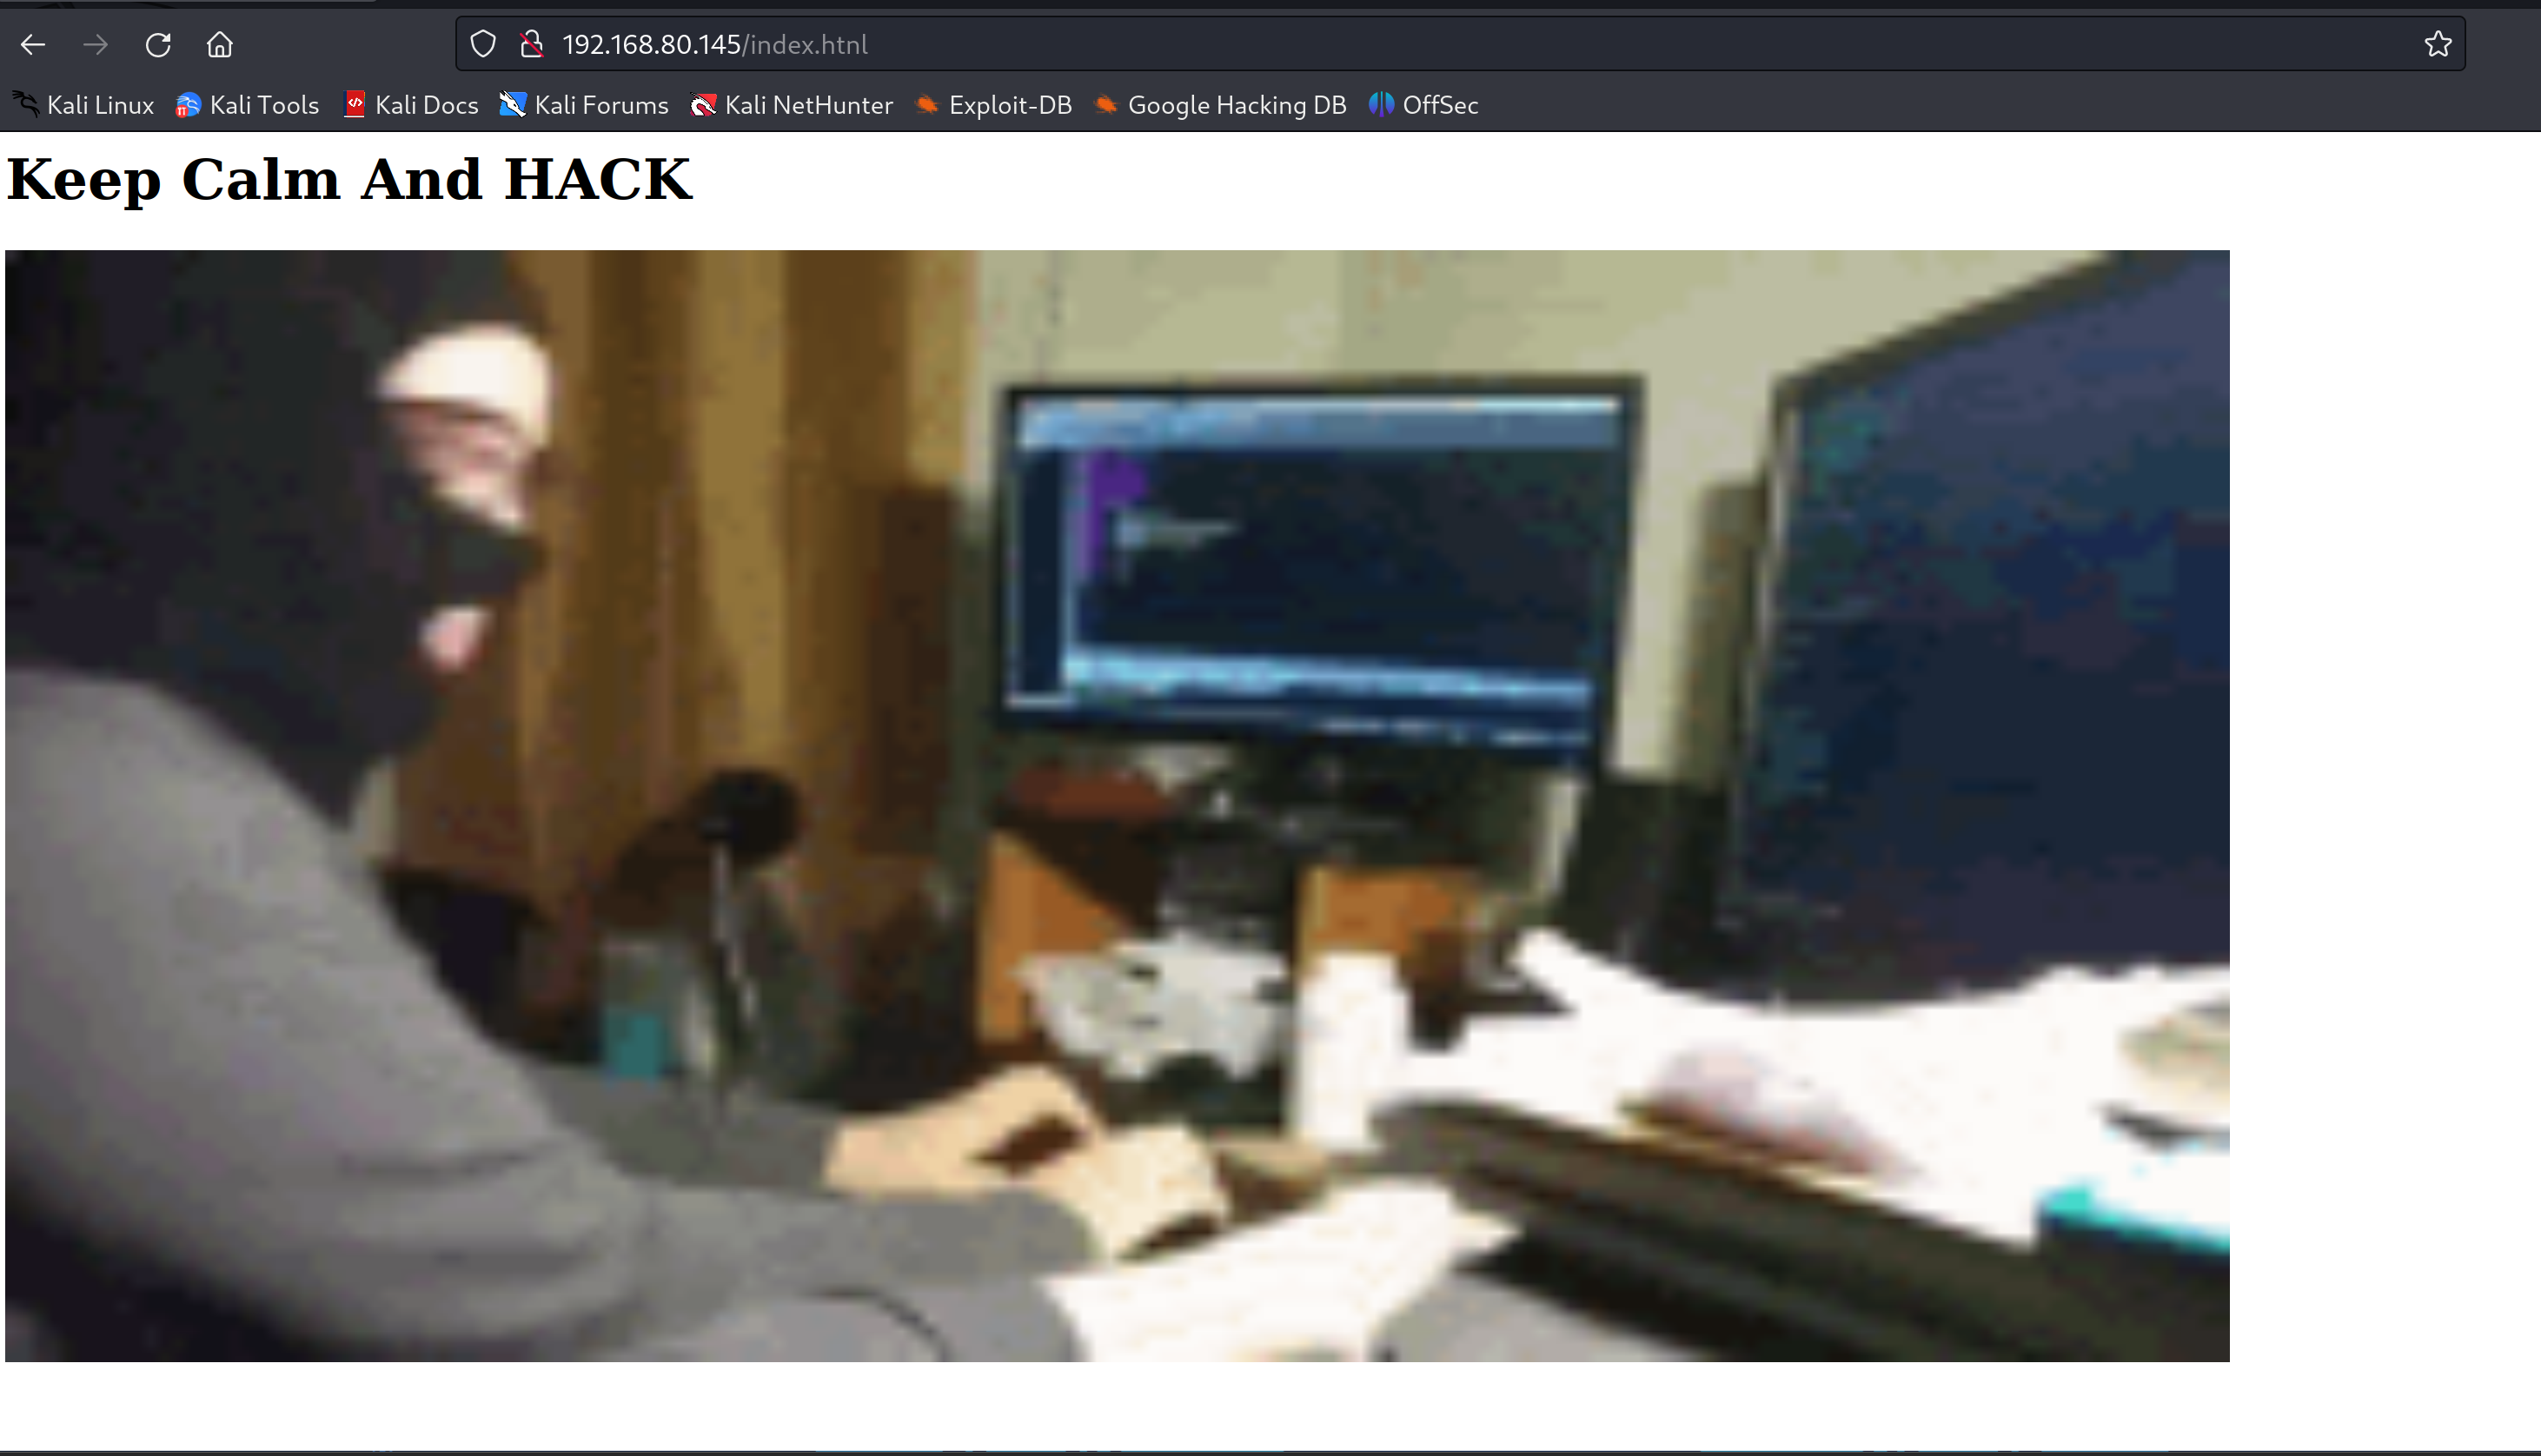 192.168.80.145/index.htnl
Kali Linux Kali Tools Kali Docs Kali Forums Kali NetHunter Exploit-DB Google Hacking DB OffSec
Keep Calm And HACK